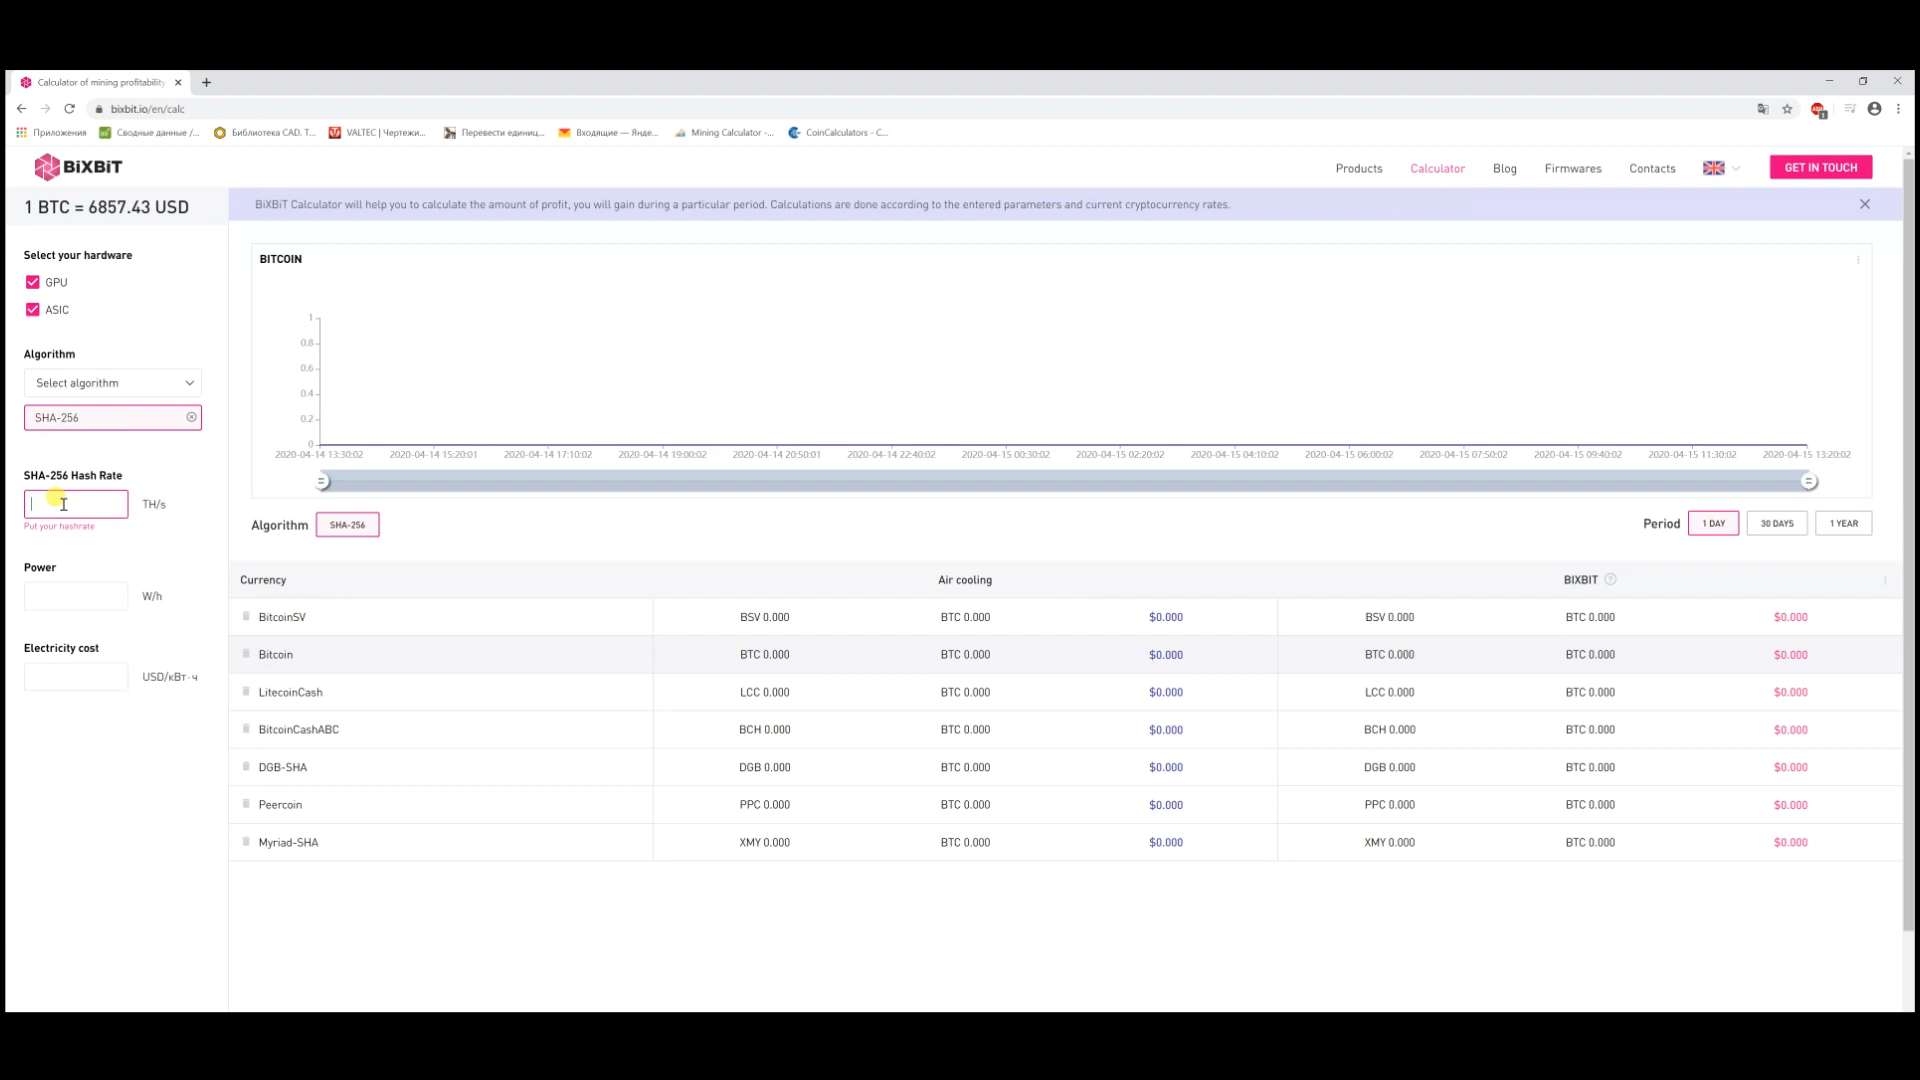 Calculator of mining profitability
bixbit.io/en/calc
Приложения
Сводные данные /...
Библиотека CAD. Т...
VALTEC | Чертежи...
Перевести единиц...
Входящие — Янде...
Mining Calculator -...
CoinCalculators - C...
BiXBiT
Products
Calculator
Blog
Firmwares
Contacts
GET IN TOUCH
1 BTC = 6857.43 USD
BiXBiT Calculator will help you to calculate the amount of profit, you will gain during a particular period. Calculations are done according to the entered parameters and current cryptocurrency rates.
Select your hardware
GPU
ASIC
Algorithm
Select algorithm
SHA-256
SHA-256 Hash Rate
TH/s
Put your hashrate
Power
W/h
Electricity cost
USD/кВт·ч
BITCOIN
1
0.8
0.6
0.4
0.2
0
2020-04-14 13:30:02 2020-04-14 15:20:01 2020-04-14 17:10:02 2020-04-14 19:00:02 2020-04-14 20:50:01 2020-04-14 22:40:02 2020-04-15 00:30:02 2020-04-15 02:20:02 2020-04-15 04:10:02 2020-04-15 06:00:02 2020-04-15 07:50:02 2020-04-15 09:40:02 2020-04-15 11:30:02 2020-04-15 13:20:02
Algorithm SHA-256
Period 1 DAY 30 DAYS 1 YEAR
Currency Air cooling BIXBIT ?
BitcoinSV BSV 0.000 BTC 0.000 $0.000 BSV 0.000 BTC 0.000 $0.000
Bitcoin BTC 0.000 BTC 0.000 $0.000 BTC 0.000 BTC 0.000 $0.000
LitecoinCash LCC 0.000 BTC 0.000 $0.000 LCC 0.000 BTC 0.000 $0.000
BitcoinCashABC BCH 0.000 BTC 0.000 $0.000 BCH 0.000 BTC 0.000 $0.000
DGB-SHA DGB 0.000 BTC 0.000 $0.000 DGB 0.000 BTC 0.000 $0.000
Peercoin PPC 0.000 BTC 0.000 $0.000 PPC 0.000 BTC 0.000 $0.000
Myriad-SHA XMY 0.000 BTC 0.000 $0.000 XMY 0.000 BTC 0.000 $0.000